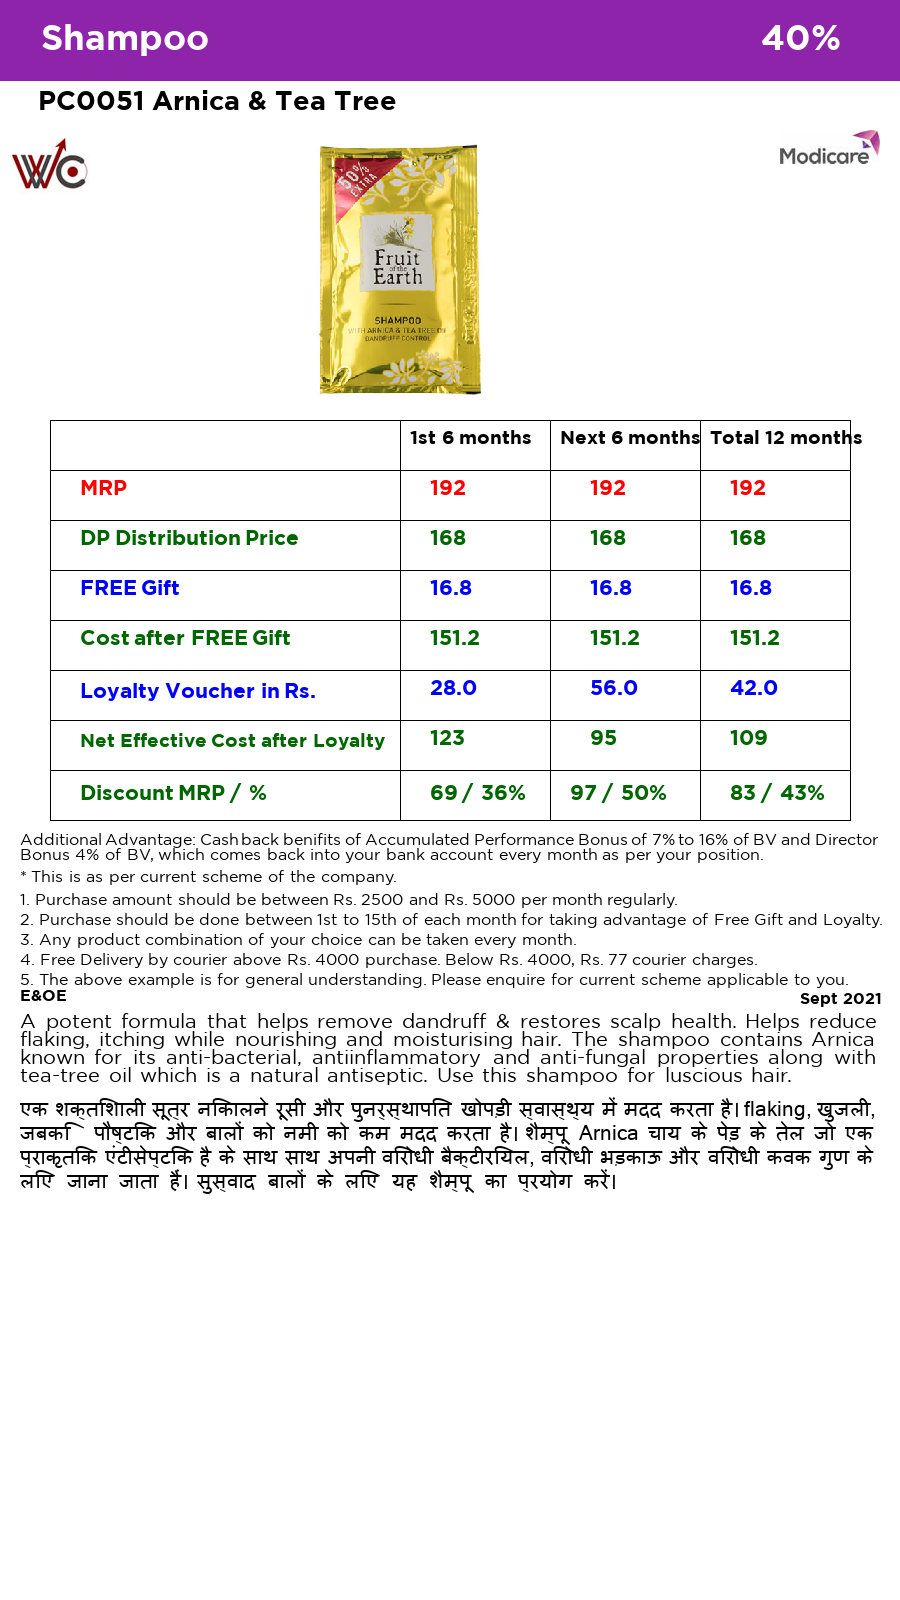 Shampoo 40%
PC0051 Arnica & Tea Tree
WC
Modicare
50%
EXTRA
Fruit
of the
Earth
SHAMPOO
WITH ARNICA & TEA TREE OIL
DANDRUFF CONTROL
1st 6 months Next 6 months Total 12 months
MRP 192 192 192
DP Distribution Price 168 168 168
FREE Gift 16.8 16.8 16.8
Cost after FREE Gift 151.2 151.2 151.2
Loyalty Voucher in Rs. 28.0 56.0 42.0
Net Effective Cost after Loyalty 123 95 109
Discount MRP / % 69 / 36% 97 / 50% 83 / 43%
Additional Advantage: Cashback benifits of Accumulated Performance Bonus of 7% to 16% of BV and Director
Bonus 4% of BV, which comes back into your bank account every month as per your position.
* This is as per current scheme of the company.
1. Purchase amount should be between Rs. 2500 and Rs. 5000 per month regularly.
2. Purchase should be done between 1st to 15th of each month for taking advantage of Free Gift and Loyalty.
3. Any product combination of your choice can be taken every month.
4. Free Delivery by courier above Rs. 4000 purchase. Below Rs. 4000, Rs. 77 courier charges.
5. The above example is for general understanding. Please enquire for current scheme applicable to you.
E&OE
Sept 2021
A potent formula that helps remove dandruff & restores scalp health. Helps reduce
flaking, itching while nourishing and moisturising hair. The shampoo contains Arnica
known for its anti-bacterial, antiinflammatory and anti-fungal properties along with
tea-tree oil which is a natural antiseptic. Use this shampoo for luscious hair.
एक शक्तिशाली सूत्र निकालने रूसी और पुनर्स्थापित खोपड़ी स्वास्थ्य में मदद करता है। flaking, खुजली,
जबकि पौष्टिक और बालों को नमी को कम मदद करता है। शैम्पू Arnica चाय के पेड़ के तेल जो एक
प्राकृतिक एंटीसेप्टिक है के साथ साथ अपनी विरोधी बैक्टीरियल, विरोधी भड़काऊ और विरोधी कवक गुण के
लिए जाना जाता हैं। सुस्वाद बालों के लिए यह शैम्पू का प्रयोग करें।